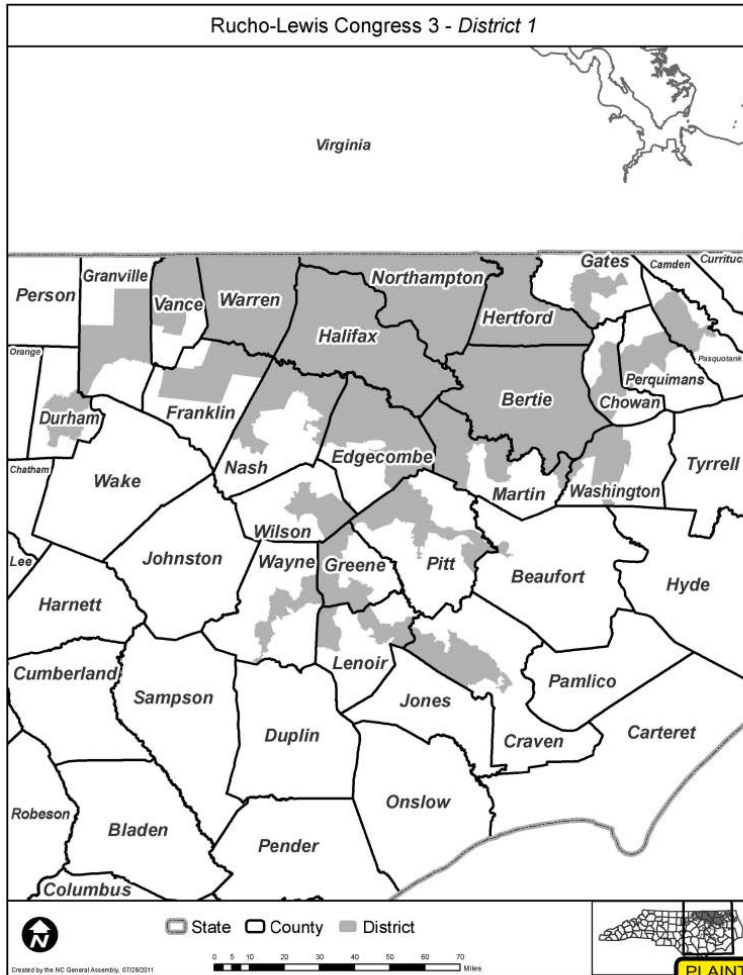 Rucho-Lewis Congress 3 - District 1
Virginia
Granville
Vance
Warren
Northampton
Gates
Camden
Currituck
Person
Hertford
Halifax
Orange
Pasquotank
Perquimans
Durham
Franklin
Bertie
Chowan
Nash
Edgecombe
Chatham
Wake
Martin
Washington
Tyrrell
Wilson
Lee
Johnston
Wayne
Greene
Pitt
Beaufort
Hyde
Harnett
Lenoir
Cumberland
Sampson
Jones
Pamlico
Duplin
Craven
Carteret
Robeson
Bladen
Onslow
Pender
Columbus
N
State County District
Created by the NC General Assembly, 07/26/2011
0 5 10 20 30 40 50 60 70
Miles
PLAINT